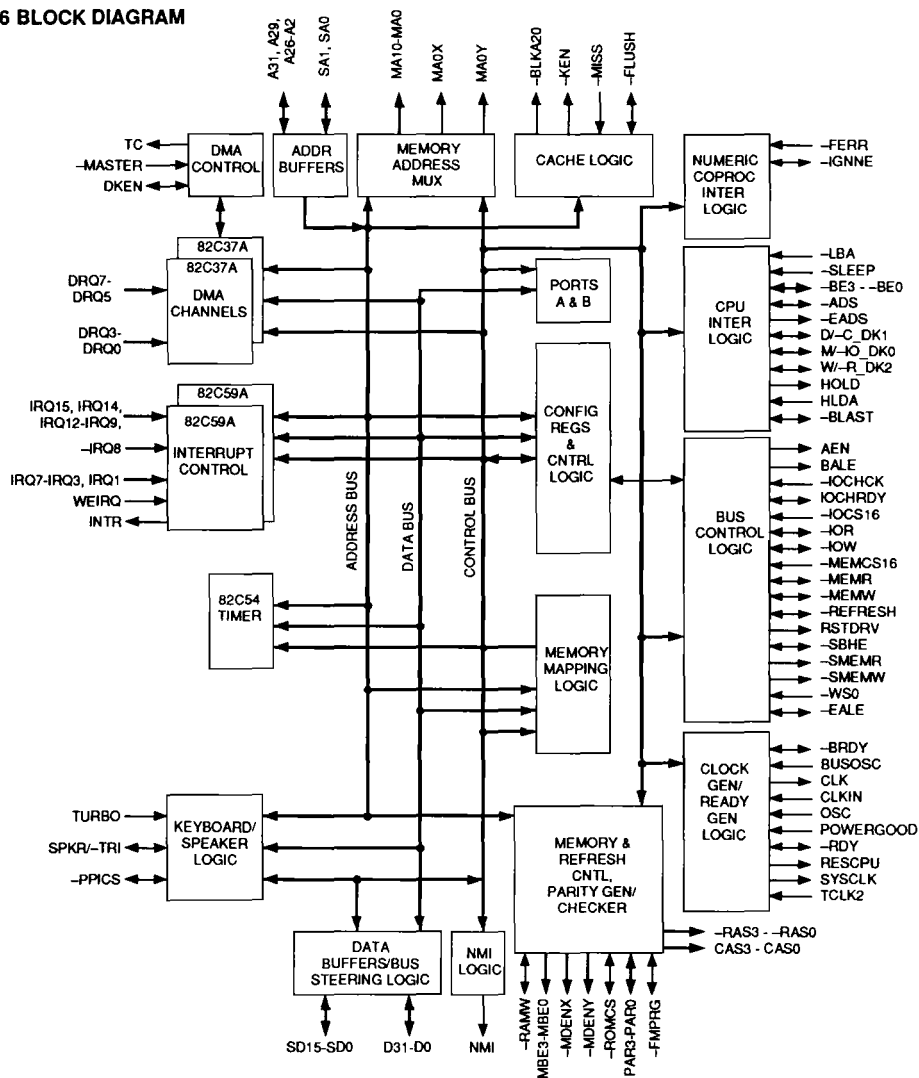 6 BLOCK DIAGRAM
A31, A29,
A26-A2
SA1, SA0
MA10-MA0
MA0X
MA0Y
–BLKA20
–KEN
–MISS
–FLUSH
TC
–MASTER
DKEN
DMA
CONTROL
ADDR
BUFFERS
MEMORY
ADDRESS
MUX
CACHE LOGIC
NUMERIC
COPROC
INTER
LOGIC
–FERR
–IGNNE
82C37A
82C37A
DMA
CHANNELS
DRQ7-
DRQ5
DRQ3-
DRQ0
PORTS
A & B
CPU
INTER
LOGIC
–LBA
–SLEEP
–BE3 - –BE0
–ADS
–EADS
D/–C_DK1
M/–IO_DK0
W/–R_DK2
HOLD
HLDA
–BLAST
82C59A
82C59A
INTERRUPT
CONTROL
IRQ15, IRQ14,
IRQ12-IRQ9,
–IRQ8
IRQ7-IRQ3, IRQ1
WEIRQ
INTR
CONFIG
REGS
&
CNTRL
LOGIC
ADDRESS BUS
DATA BUS
CONTROL BUS
BUS
CONTROL
LOGIC
AEN
BALE
–IOCHCK
IOCHRDY
–IOCS16
–IOR
–IOW
–MEMCS16
–MEMR
–MEMW
–REFRESH
RSTDRV
–SBHE
–SMEMR
–SMEMW
–WS0
–EALE
82C54
TIMER
MEMORY
MAPPING
LOGIC
CLOCK
GEN/
READY
GEN
LOGIC
–BRDY
BUSOSC
CLK
CLKIN
OSC
POWERGOOD
–RDY
RESCPU
SYSCLK
TCLK2
TURBO
SPKR/–TRI
–PPICS
KEYBOARD/
SPEAKER
LOGIC
MEMORY &
REFRESH
CNTL,
PARITY GEN/
CHECKER
–RAS3 - –RAS0
CAS3 - CAS0
DATA
BUFFERS/BUS
STEERING LOGIC
NMI
LOGIC
SD15-SD0
D31-D0
NMI
–RAMW
MBE3-MBE0
–MDENX
–MDENY
–ROMCS
PAR3-PAR0
–FMPRG